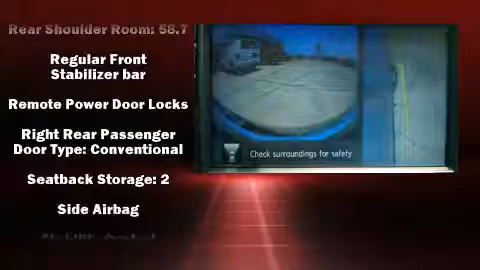 Rear Shoulder Room: 58.7
Regular Front
Stabilizer bar
Remote Power Door Locks
Right Rear Passenger
Door Type: Conventional
Seatback Storage: 2
Side Airbag
Check surroundings for safety